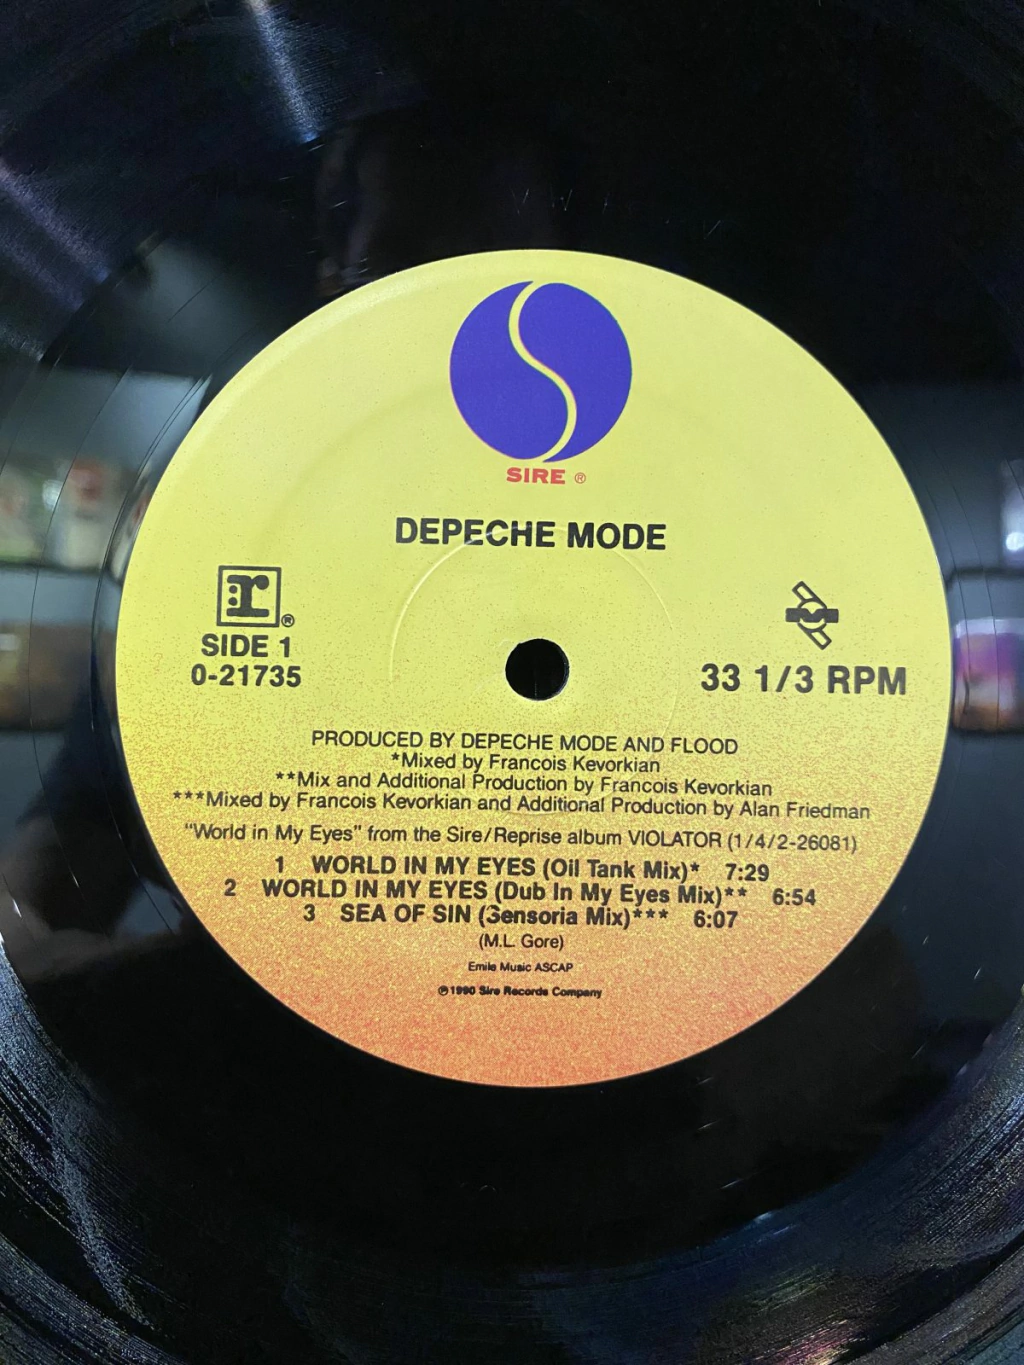 SIRE ®
DEPECHE MODE
r ®
SIDE 1
0-21735
33 1/3 RPM
PRODUCED BY DEPECHE MODE AND FLOOD
*Mixed by Francois Kevorkian
**Mix and Additional Production by Francois Kevorkian
***Mixed by Francois Kevorkian and Additional Production by Alan Friedman
"World in My Eyes" from the Sire/Reprise album VIOLATOR (1/4/2-26081)
1 WORLD IN MY EYES (Oil Tank Mix)* 7:29
2 WORLD IN MY EYES (Dub In My Eyes Mix)** 6:54
3 SEA OF SIN (Sensoria Mix)*** 6:07
(M.L. Gore)
Emile Music ASCAP
℗1990 Sire Records Company